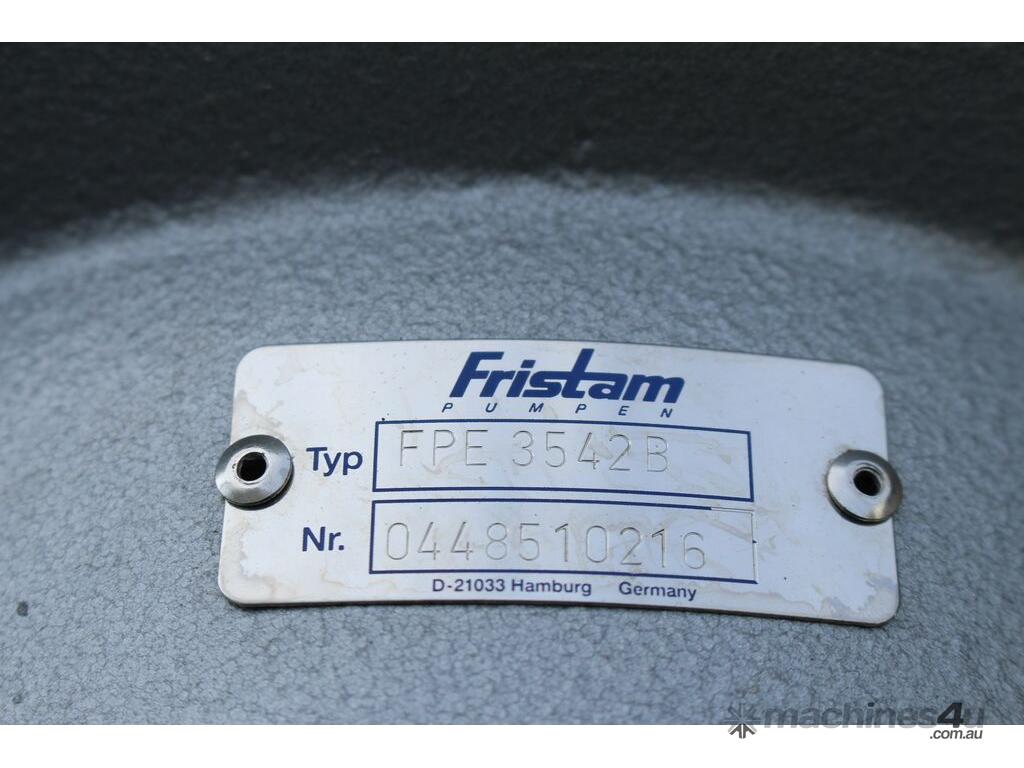 Fristam
PUMPEN
Typ FPE 3542B
Nr. 0448510216
D-21033 Hamburg Germany
machines4u
.com.au